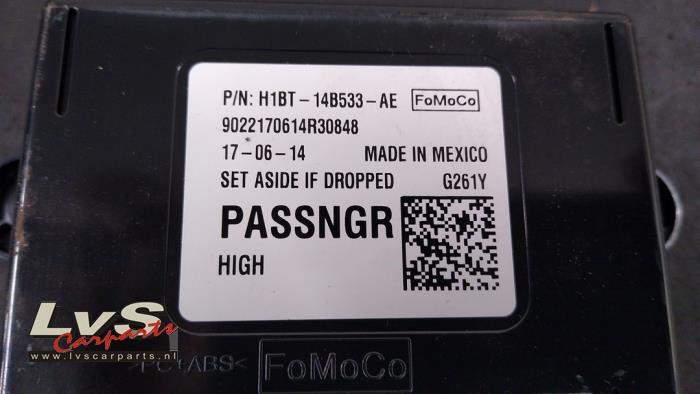 P/N: H1BT-14B533-AE FoMoCo
9022170614R30848
17-06-14 MADE IN MEXICO
SET ASIDE IF DROPPED G261Y
PASSNGR
HIGH
LvS
Carparts
www.lvscarparts.nl
>PC+ABS<
FoMoCo